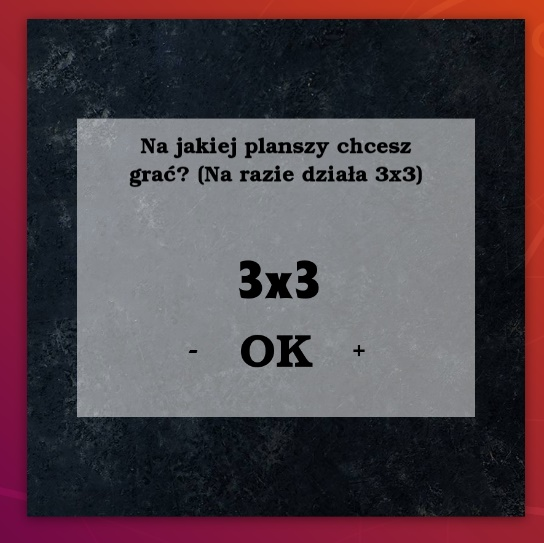 Na jakiej planszy chcesz
grać? (Na razie działa 3x3)
3x3
- OK +